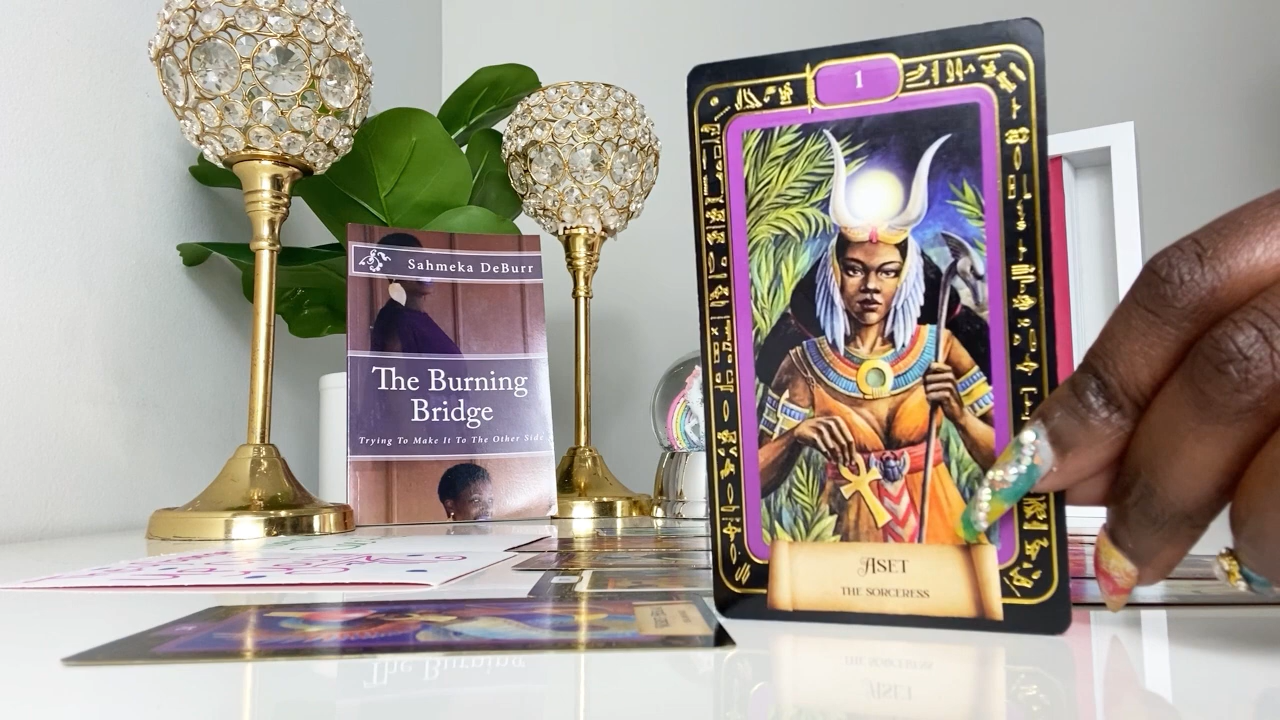 Sahmeka DeBurr
The Burning
Bridge
Trying To Make It To The Other Side
1
Aset
The Sorceress